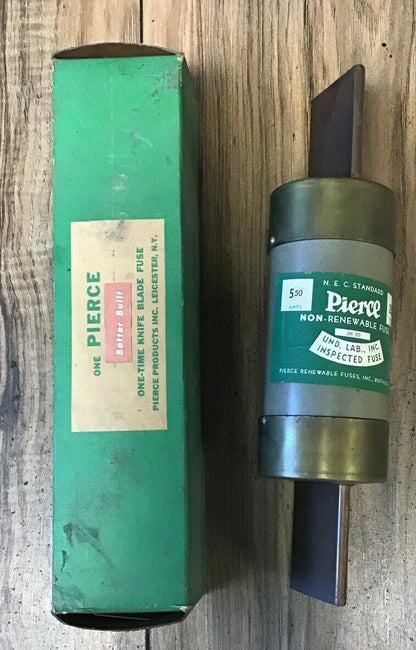 ONE PIERCE
Better Built
ONE-TIME KNIFE BLADE FUSE
PIERCE PRODUCTS INC. LEICESTER, N.Y.
N. E. C. STANDARD
550
AMPS
Pierce
NON-RENEWABLE FUSE
UND. LAB., INC.
INSPECTED FUSE
PIERCE RENEWABLE FUSES, INC.